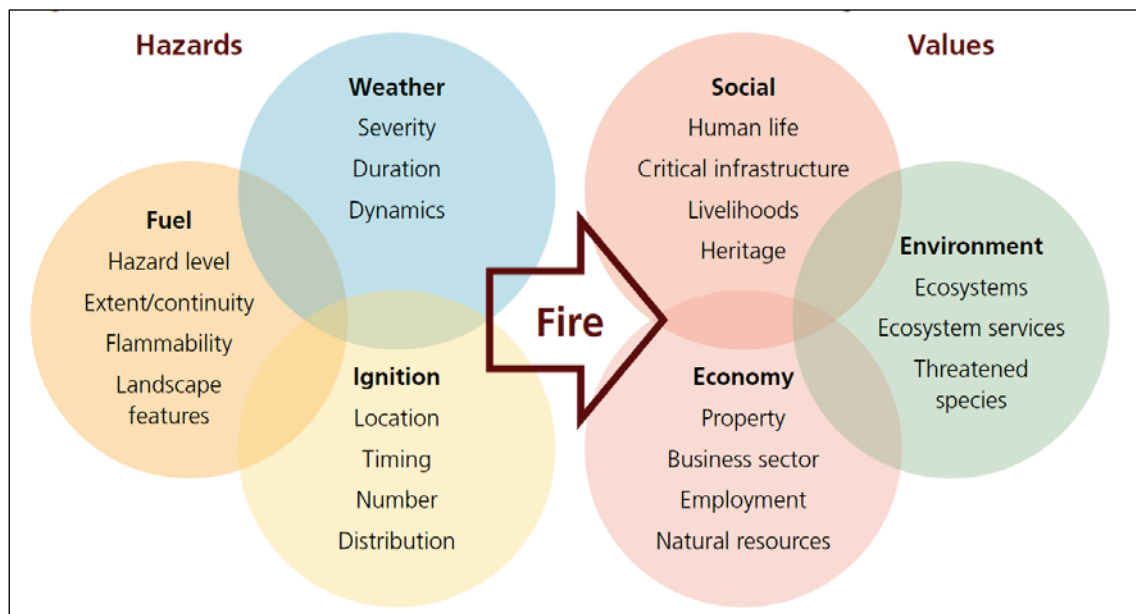 Hazards
Values
Weather
Severity
Duration
Dynamics
Fuel
Hazard level
Extent/continuity
Flammability
Landscape
features
Ignition
Location
Timing
Number
Distribution
Fire
Social
Human life
Critical infrastructure
Livelihoods
Heritage
Environment
Ecosystems
Ecosystem services
Threatened
species
Economy
Property
Business sector
Employment
Natural resources